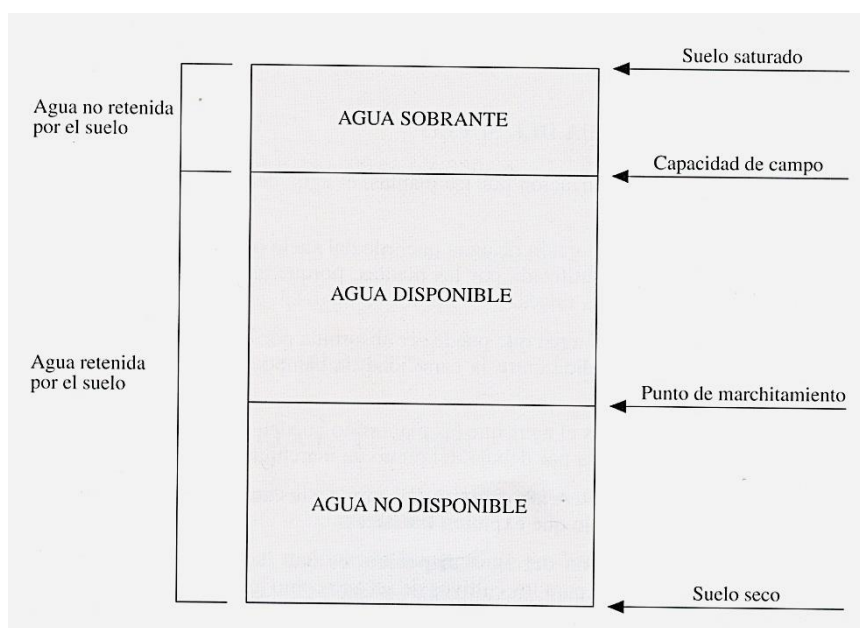 Suelo saturado
Agua no retenida
por el suelo
AGUA SOBRANTE
Capacidad de campo
AGUA DISPONIBLE
Agua retenida
por el suelo
Punto de marchitamiento
AGUA NO DISPONIBLE
Suelo seco